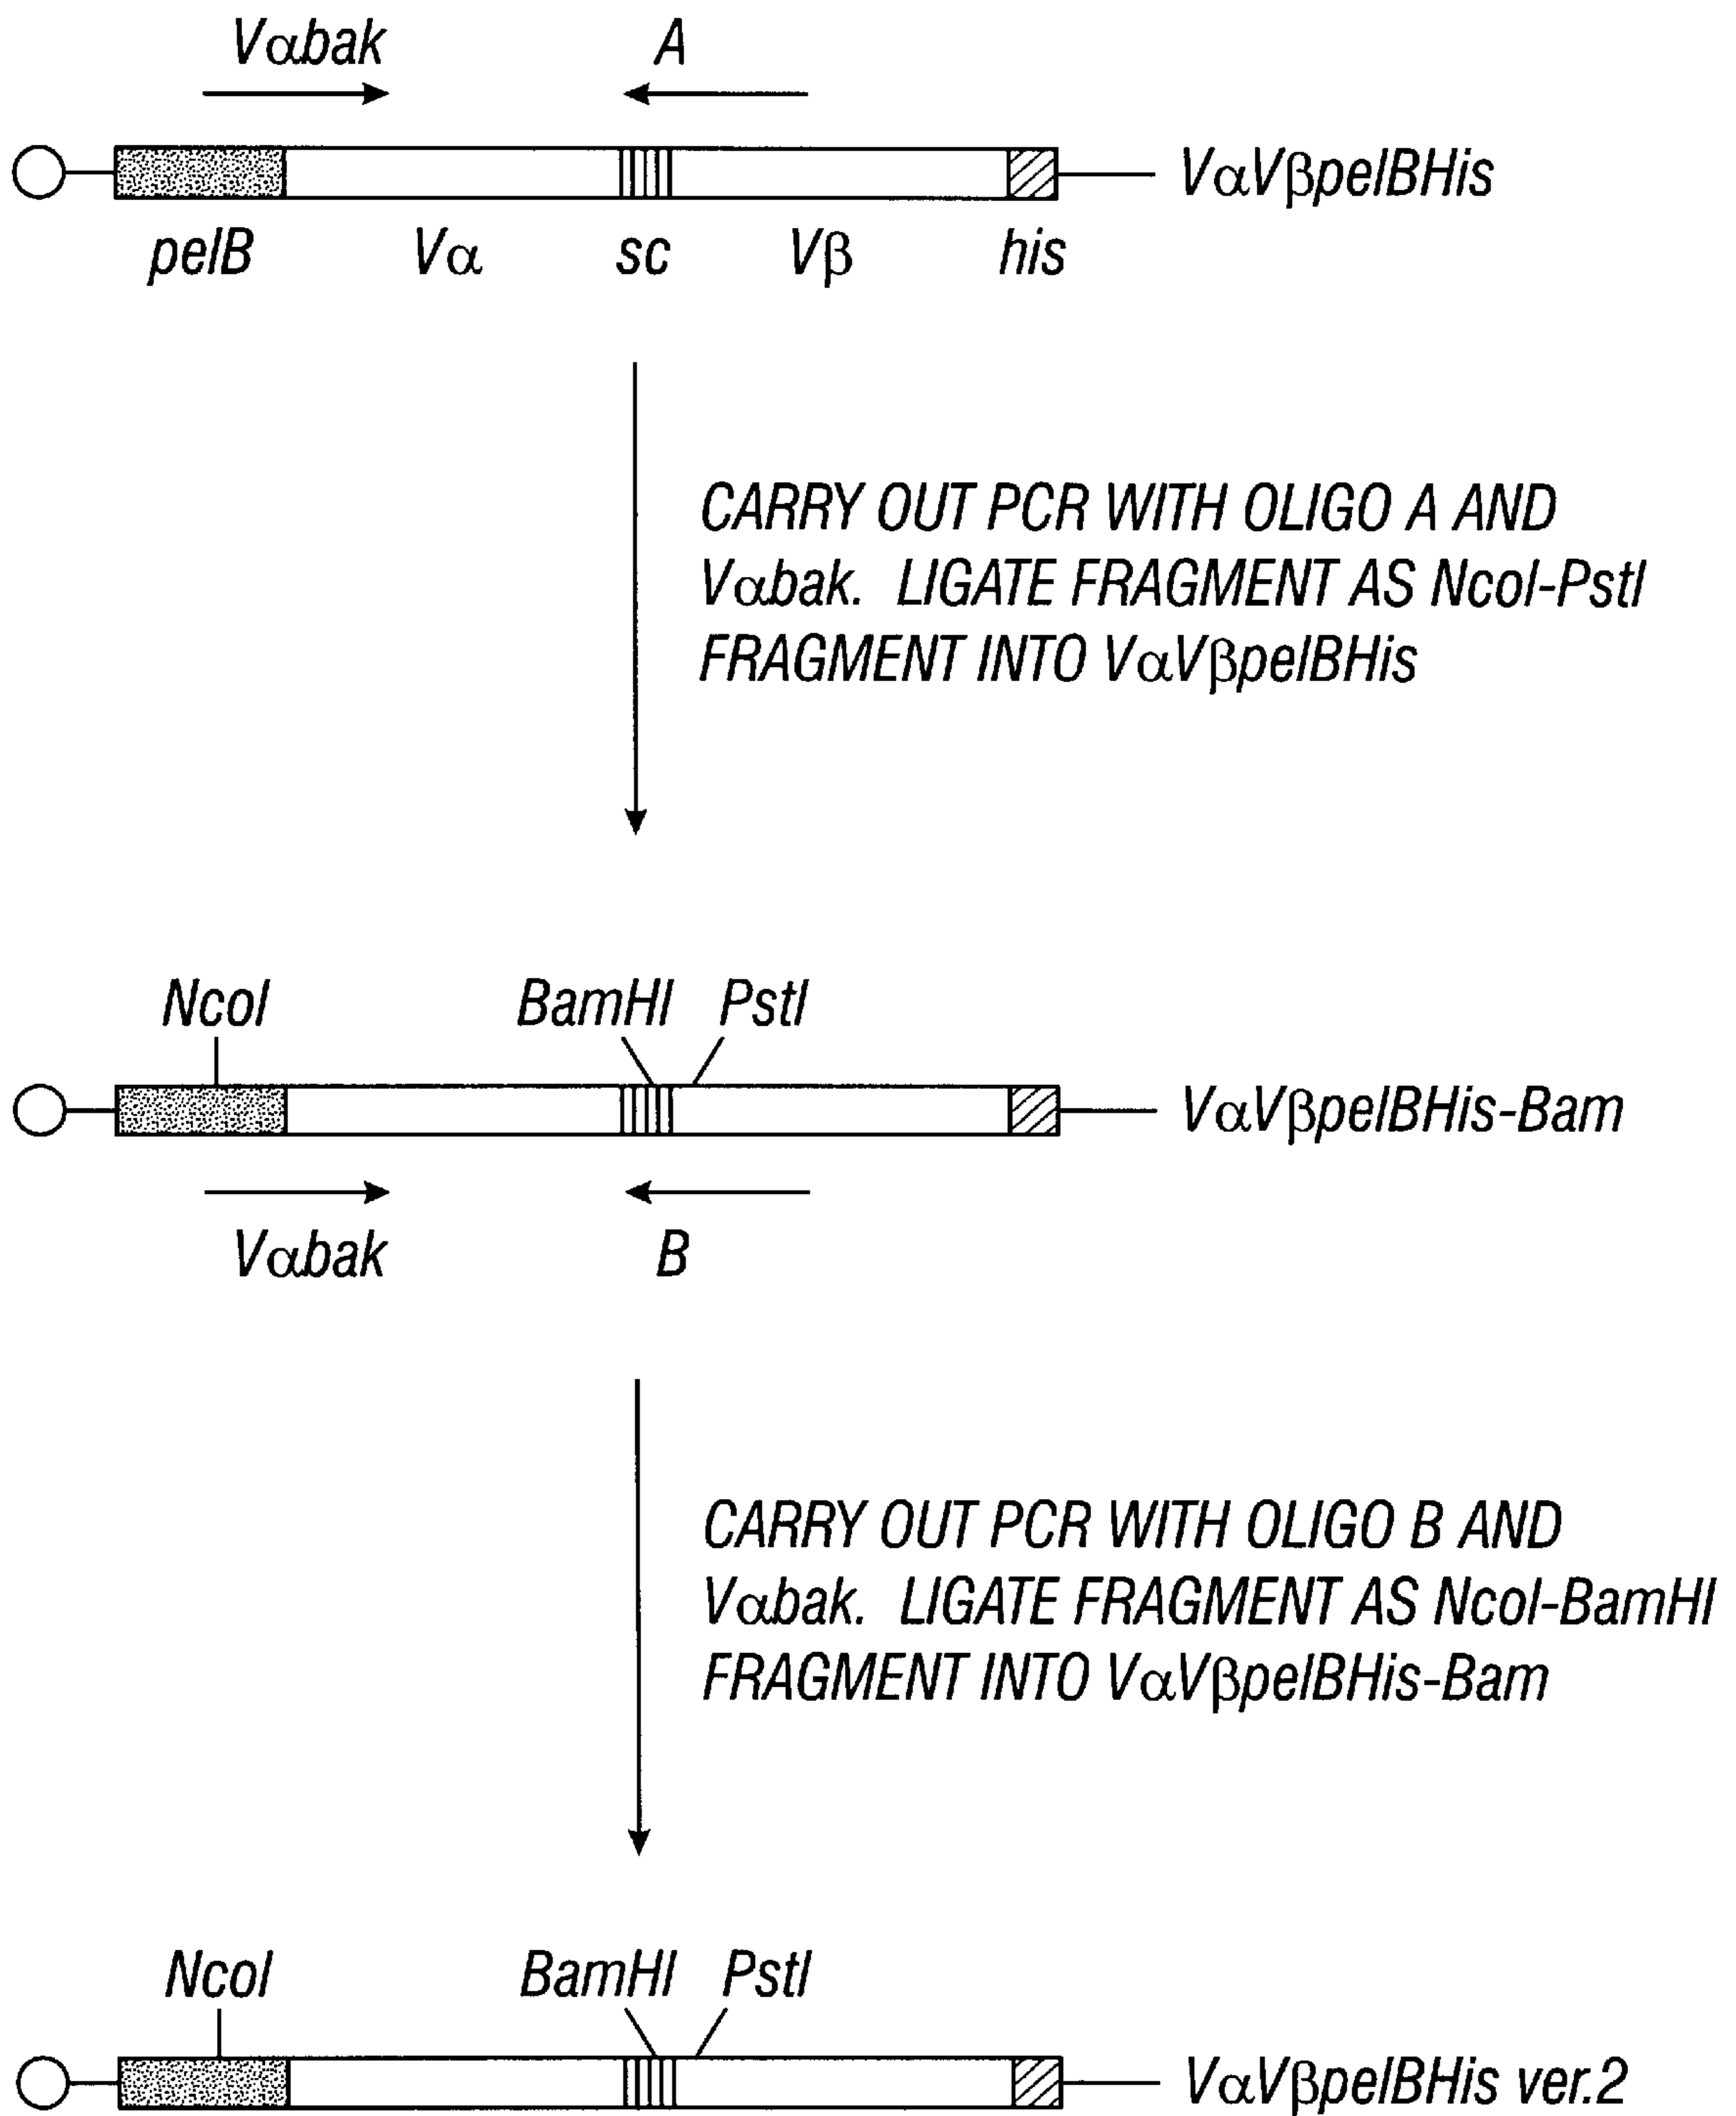 Vαbak A
VαVβpelBHis
pelB Vα sc Vβ his
CARRY OUT PCR WITH OLIGO A AND
Vαbak. LIGATE FRAGMENT AS NcoI-PstI
FRAGMENT INTO VαVβpelBHis
NcoI BamHI PstI
VαVβpelBHis-Bam
Vαbak B
CARRY OUT PCR WITH OLIGO B AND
Vαbak. LIGATE FRAGMENT AS NcoI-BamHI
FRAGMENT INTO VαVβpelBHis-Bam
NcoI BamHI PstI
VαVβpelBHis ver.2